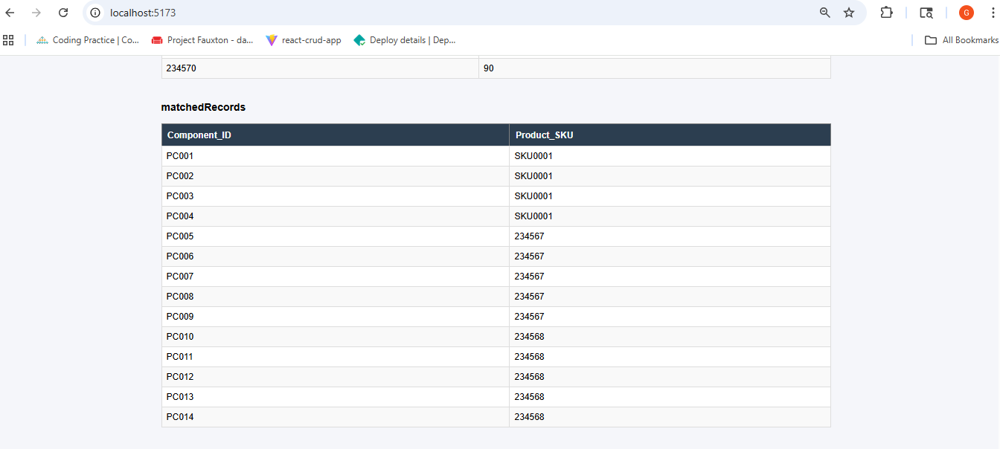 localhost:5173
G
Coding Practice | Co... Project Fauxton - da... react-crud-app Deploy details | Dep... All Bookmarks
234570 90
matchedRecords
Component_ID Product_SKU
PC001 SKU0001
PC002 SKU0001
PC003 SKU0001
PC004 SKU0001
PC005 234567
PC006 234567
PC007 234567
PC008 234567
PC009 234567
PC010 234568
PC011 234568
PC012 234568
PC013 234568
PC014 234568